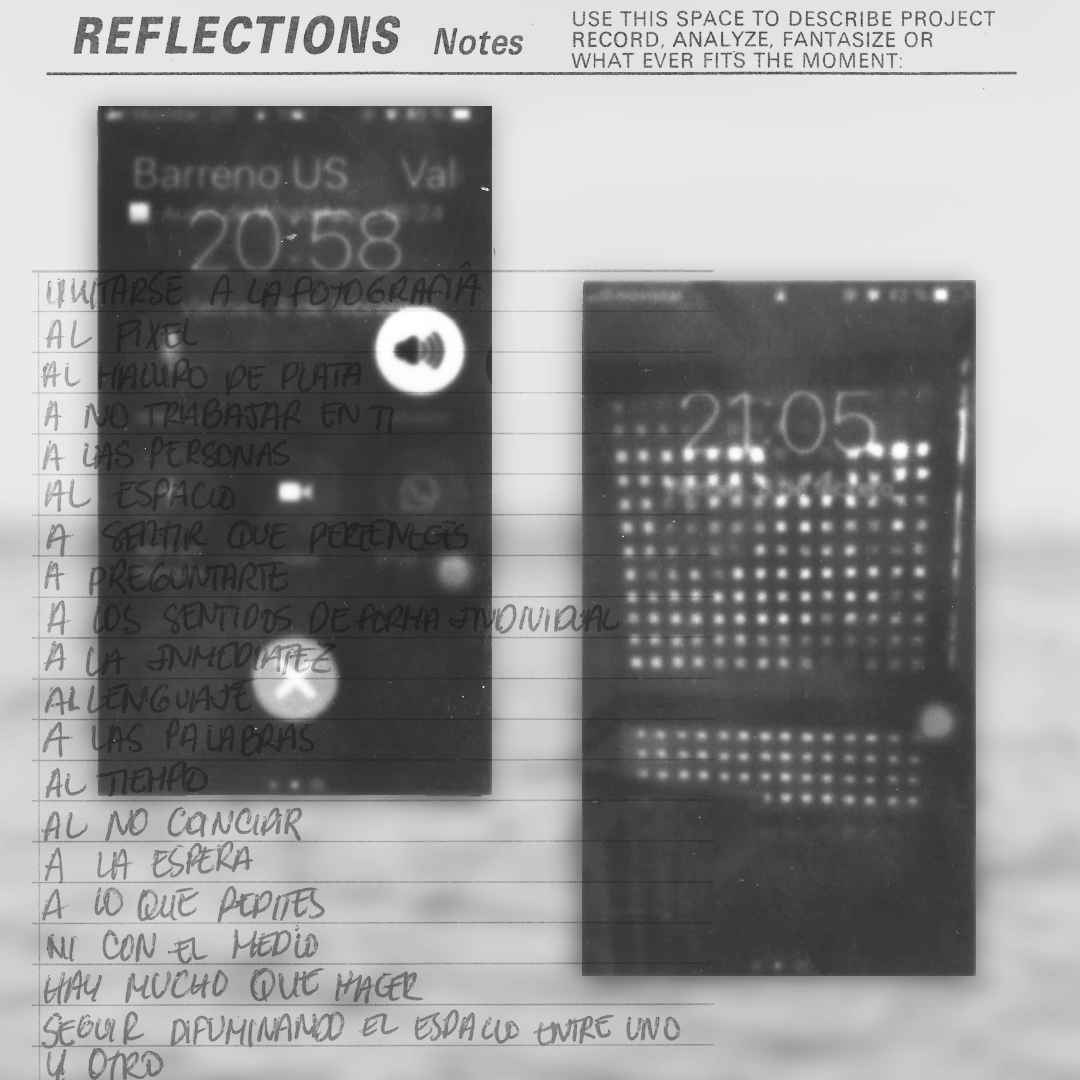 REFLECTIONS Notes
USE THIS SPACE TO DESCRIBE PROJECT
RECORD, ANALYZE, FANTASIZE OR
WHAT EVER FITS THE MOMENT:
Barreno US Val
20:58
21:05
LIMITARSE A LA FOTOGRAFIA
AL PIXEL
AL HALURO DE PLATA
A NO TRABAJAR EN TI
A LAS PERSONAS
AL ESPACIO
A SENTIR QUE PERTENECES
A PREGUNTARTE
A LOS SENTIDOS DE FORMA INDIVIDUAL
A LA INMEDIATEZ
AL LENGUAJE
A LAS PALABRAS
AL TIEMPO
AL NO CONCILIAR
A LA ESPERA
A LO QUE PERMITES
NI CON EL MEDIO
HAY MUCHO QUE HACER
SEGUIR DIFUMINANDO EL ESPACIO ENTRE UNO
Y OTRO